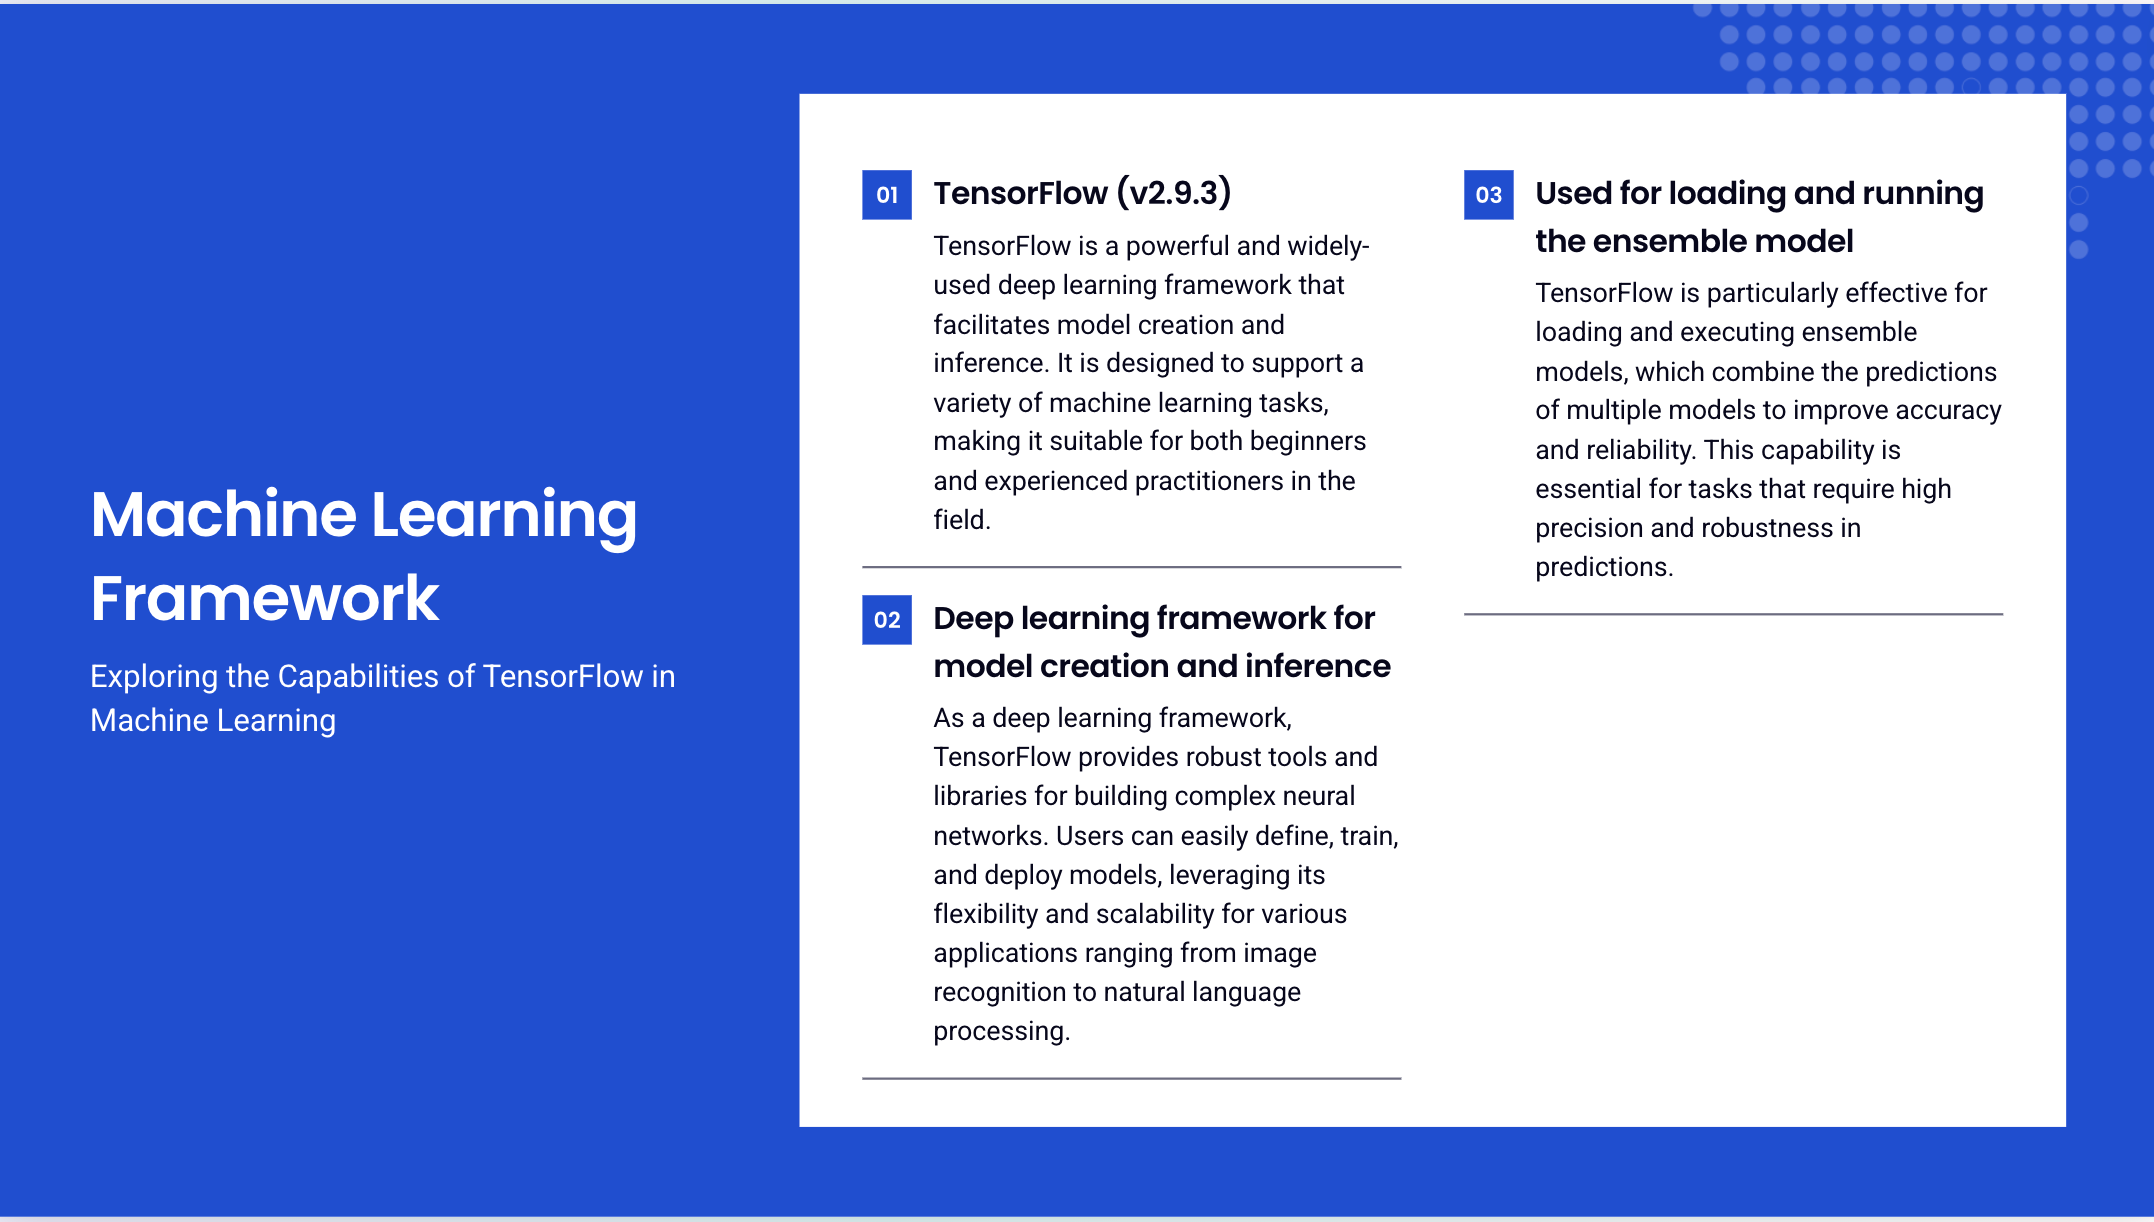 Machine Learning
Framework
Exploring the Capabilities of TensorFlow in
Machine Learning
01
TensorFlow (v2.9.3)
TensorFlow is a powerful and widely-
used deep learning framework that
facilitates model creation and
inference. It is designed to support a
variety of machine learning tasks,
making it suitable for both beginners
and experienced practitioners in the
field.
02
Deep learning framework for
model creation and inference
As a deep learning framework,
TensorFlow provides robust tools and
libraries for building complex neural
networks. Users can easily define, train,
and deploy models, leveraging its
flexibility and scalability for various
applications ranging from image
recognition to natural language
processing.
03
Used for loading and running
the ensemble model
TensorFlow is particularly effective for
loading and executing ensemble
models, which combine the predictions
of multiple models to improve accuracy
and reliability. This capability is
essential for tasks that require high
precision and robustness in
predictions.